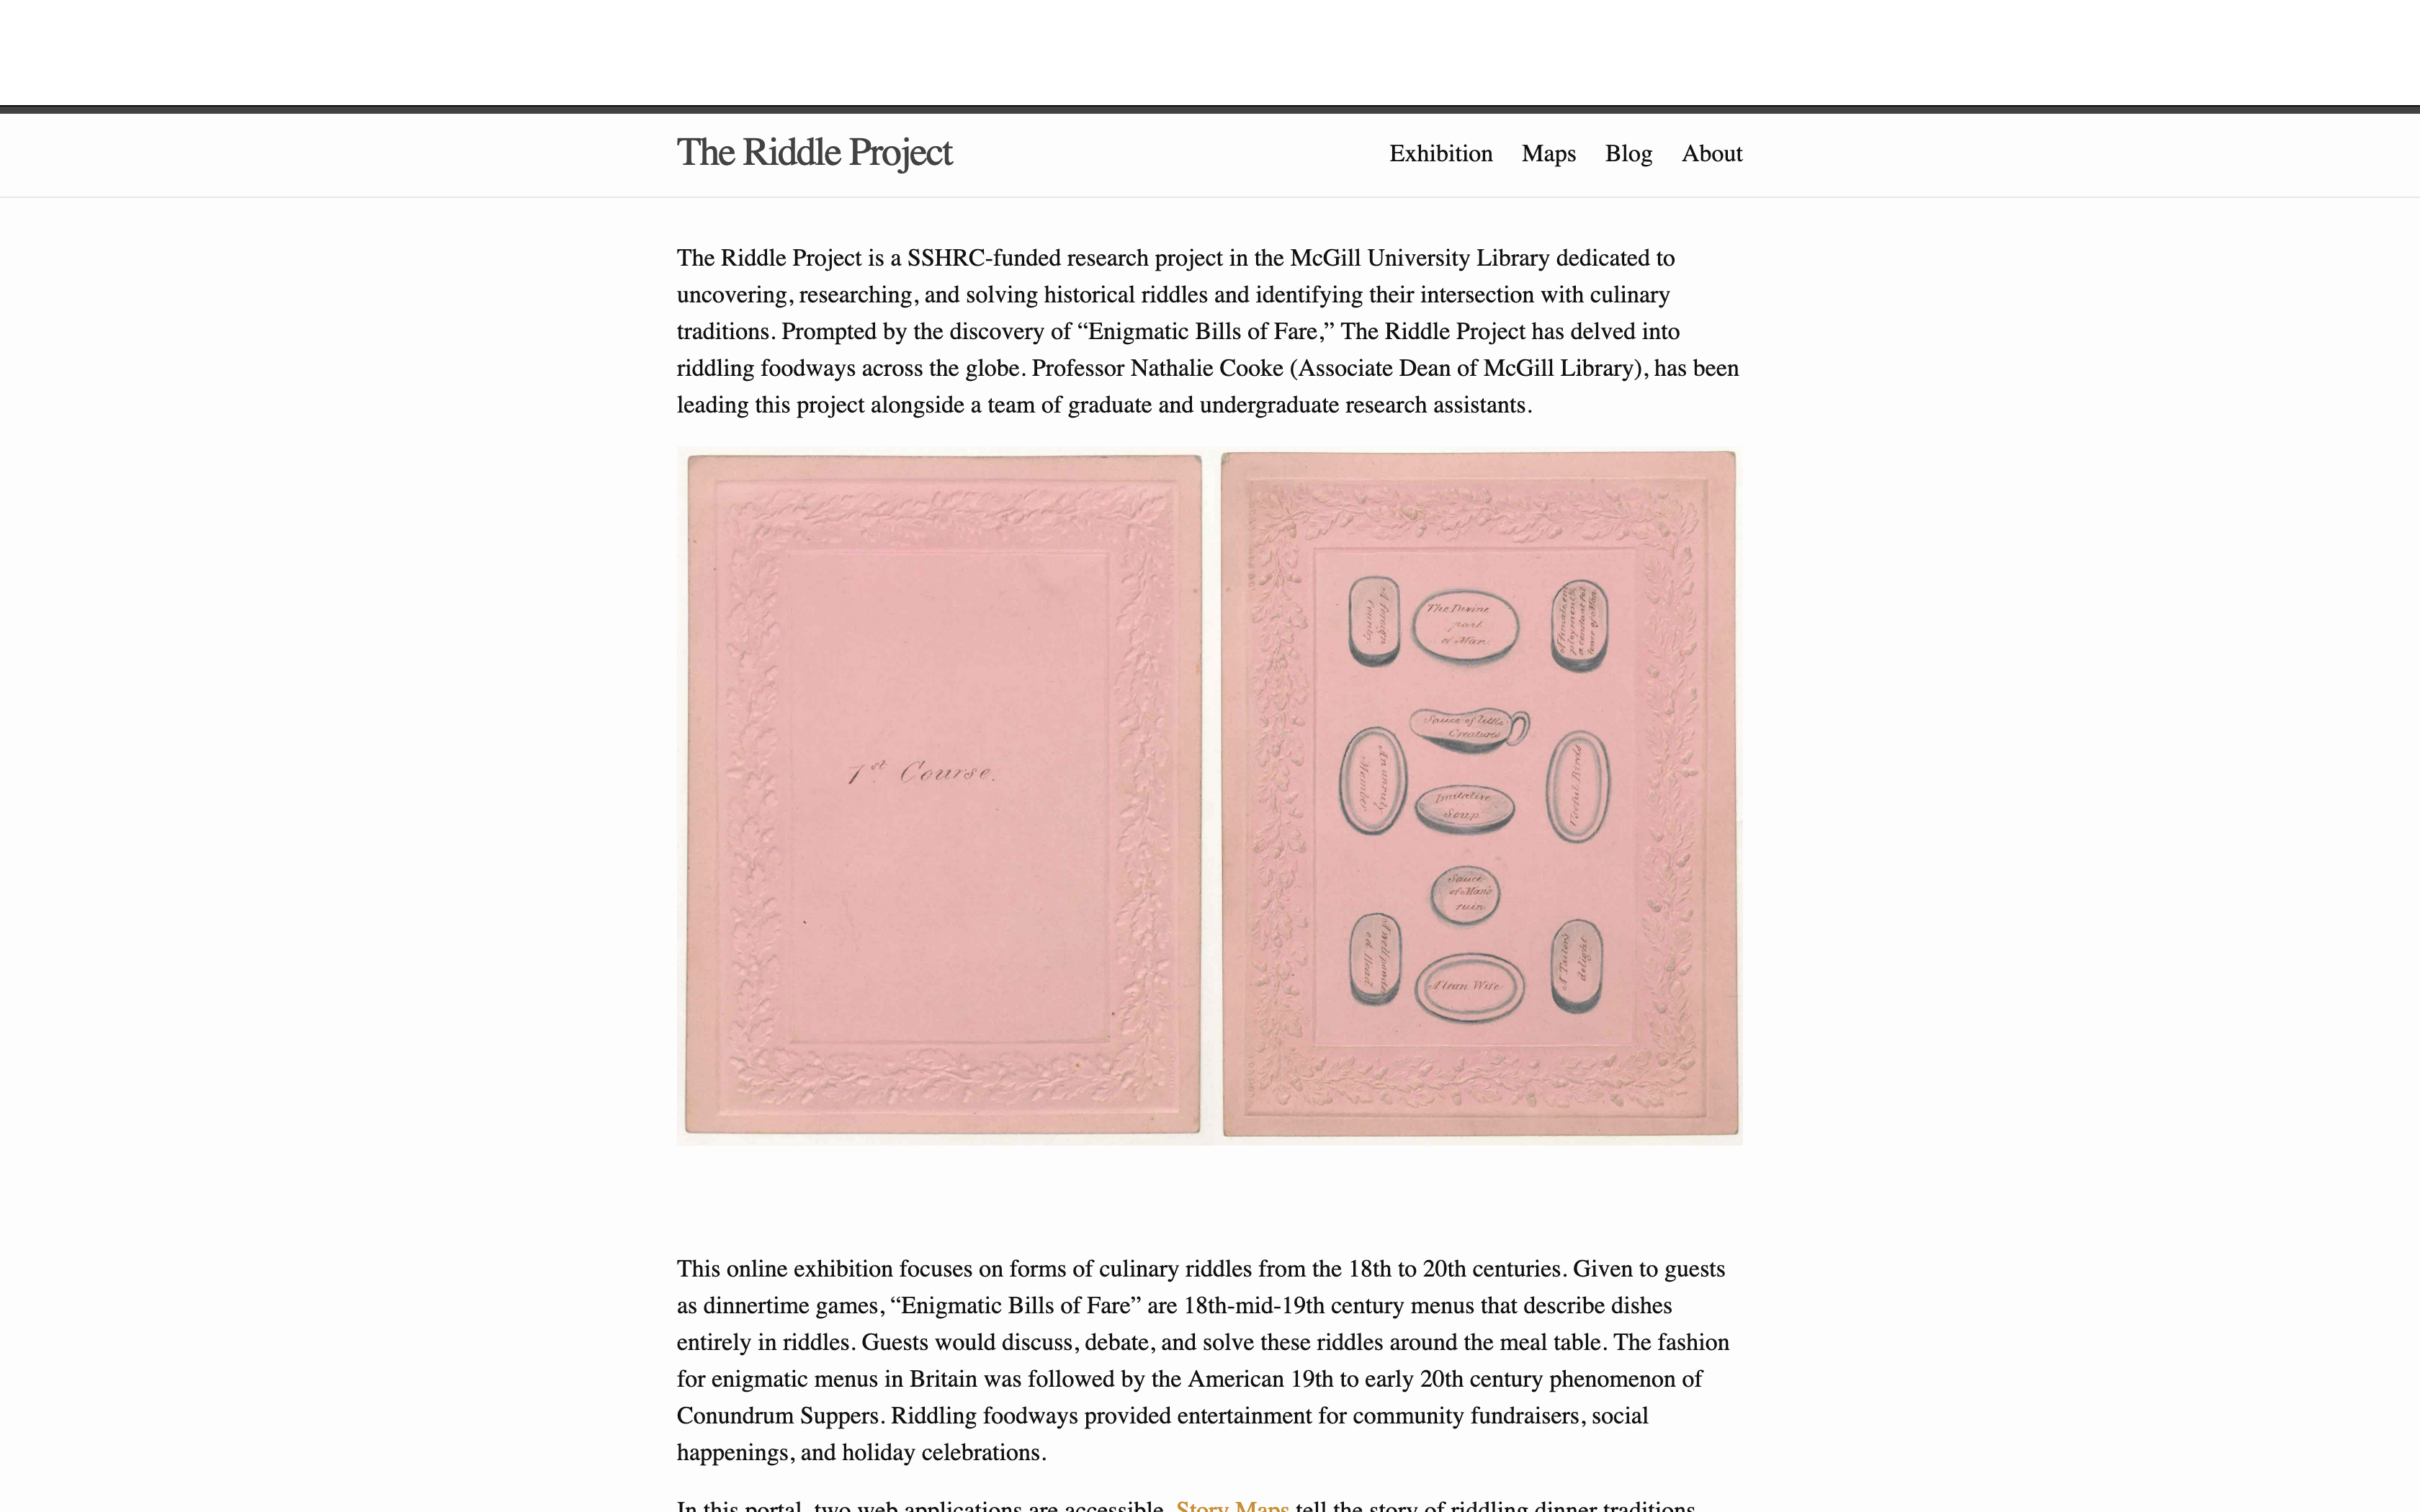 The Riddle Project
Exhibition Maps Blog About
The Riddle Project is a SSHRC-funded research project in the McGill University Library dedicated to
uncovering, researching, and solving historical riddles and identifying their intersection with culinary
traditions. Prompted by the discovery of “Enigmatic Bills of Fare,” The Riddle Project has delved into
riddling foodways across the globe. Professor Nathalie Cooke (Associate Dean of McGill Library), has been
leading this project alongside a team of graduate and undergraduate research assistants.
1st Course.
A foreign
Country
The Devine
part
of Man
Sauce of little
Creatures
An unruly
Member
Imitative
Soup
Woeful Birds
Sauce
of Man's
ruin
A lean Wife
A Tailor's
delight
This online exhibition focuses on forms of culinary riddles from the 18th to 20th centuries. Given to guests
as dinnertime games, “Enigmatic Bills of Fare” are 18th-mid-19th century menus that describe dishes
entirely in riddles. Guests would discuss, debate, and solve these riddles around the meal table. The fashion
for enigmatic menus in Britain was followed by the American 19th to early 20th century phenomenon of
Conundrum Suppers. Riddling foodways provided entertainment for community fundraisers, social
happenings, and holiday celebrations.
In this portal, two web applications are accessible. Story Maps tell the story of riddling dinner traditions